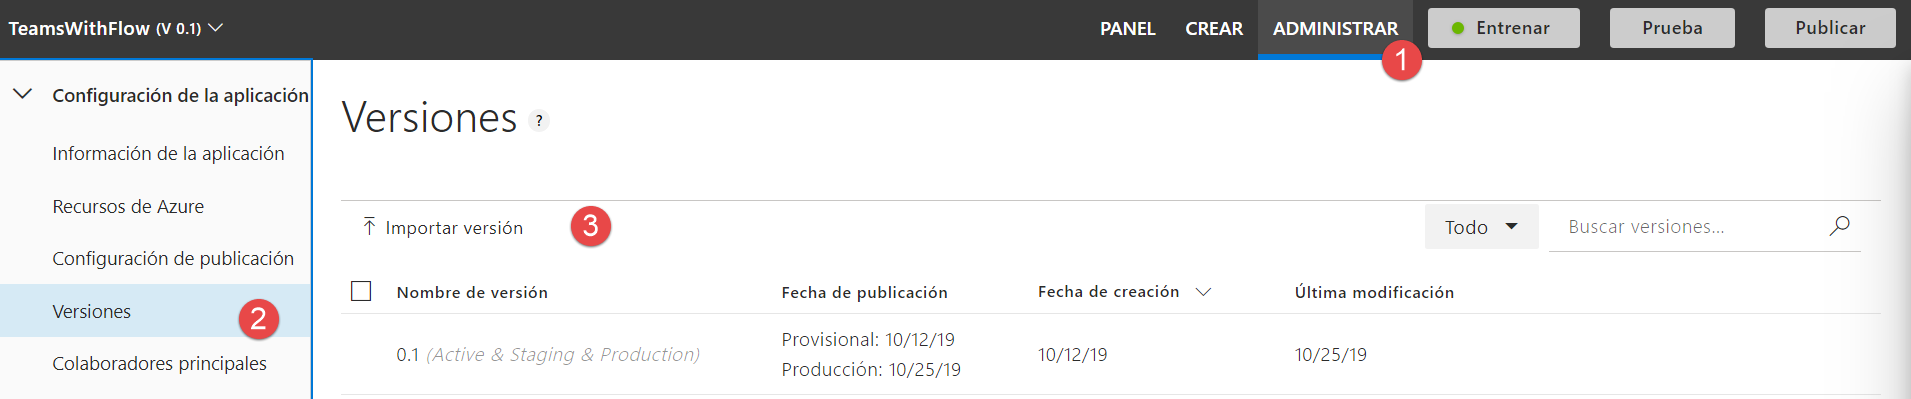 TeamsWithFlow (V 0.1)
PANEL CREAR ADMINISTRAR Entrenar Prueba Publicar
1
Configuración de la aplicación
Información de la aplicación
Recursos de Azure
Configuración de publicación
Versiones
2
Colaboradores principales
Versiones ?
Importar versión 3 Todo Buscar versiones...
Nombre de versión Fecha de publicación Fecha de creación Última modificación
0.1 (Active & Staging & Production) Provisional: 10/12/19 10/12/19 10/25/19
Producción: 10/25/19